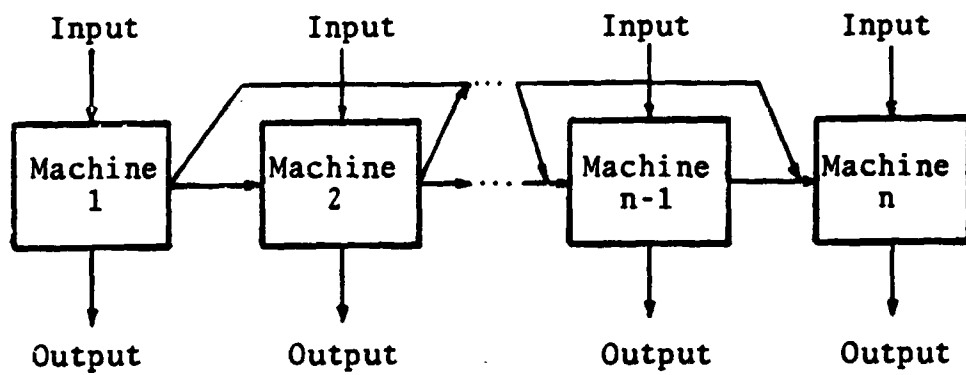 Input Input Input Input
...
Machine 1
Machine 2
...
Machine n-1
Machine n
Output Output Output Output